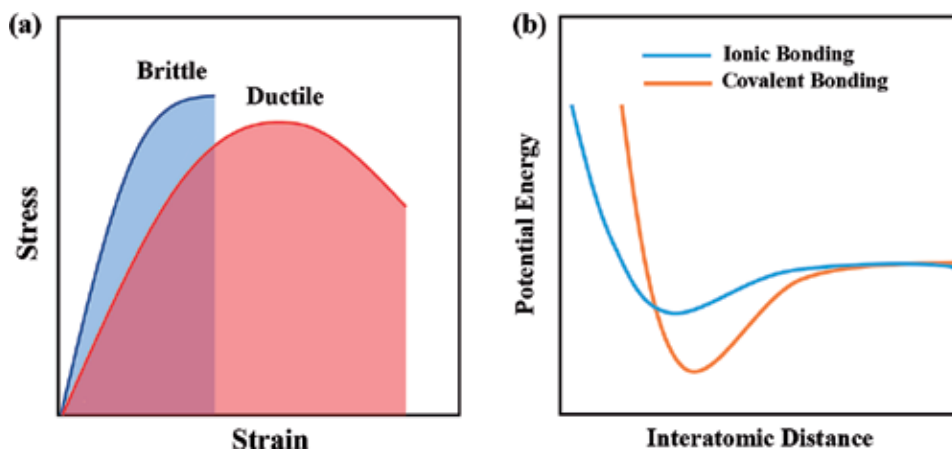 (a)
Brittle
Ductile
Stress
Strain
(b)
Ionic Bonding
Covalent Bonding
Potential Energy
Interatomic Distance